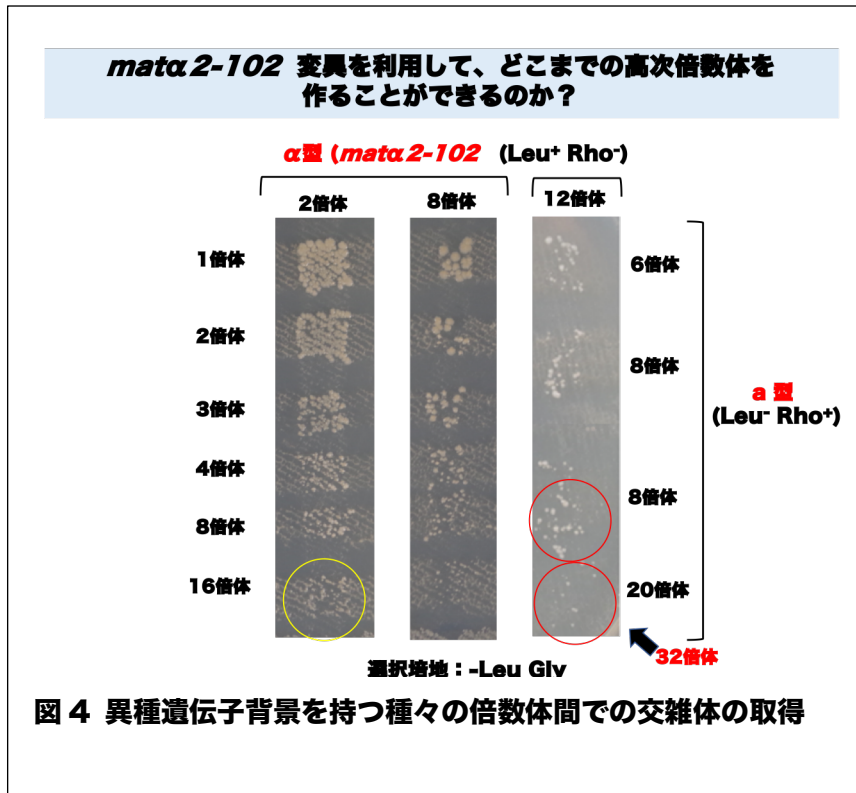 matα2-102 変異を利用して、どこまでの高次倍数体を
作ることができるのか？
α型 (matα2-102 (Leu⁺ Rho⁻)
2倍体 8倍体 12倍体
1倍体
2倍体
3倍体
4倍体
8倍体
16倍体
6倍体
8倍体
8倍体
20倍体
a 型
(Leu⁻ Rho⁺)
32倍体
選択培地：-Leu Gly
図 4 異種遺伝子背景を持つ種々の倍数体間での交雑体の取得